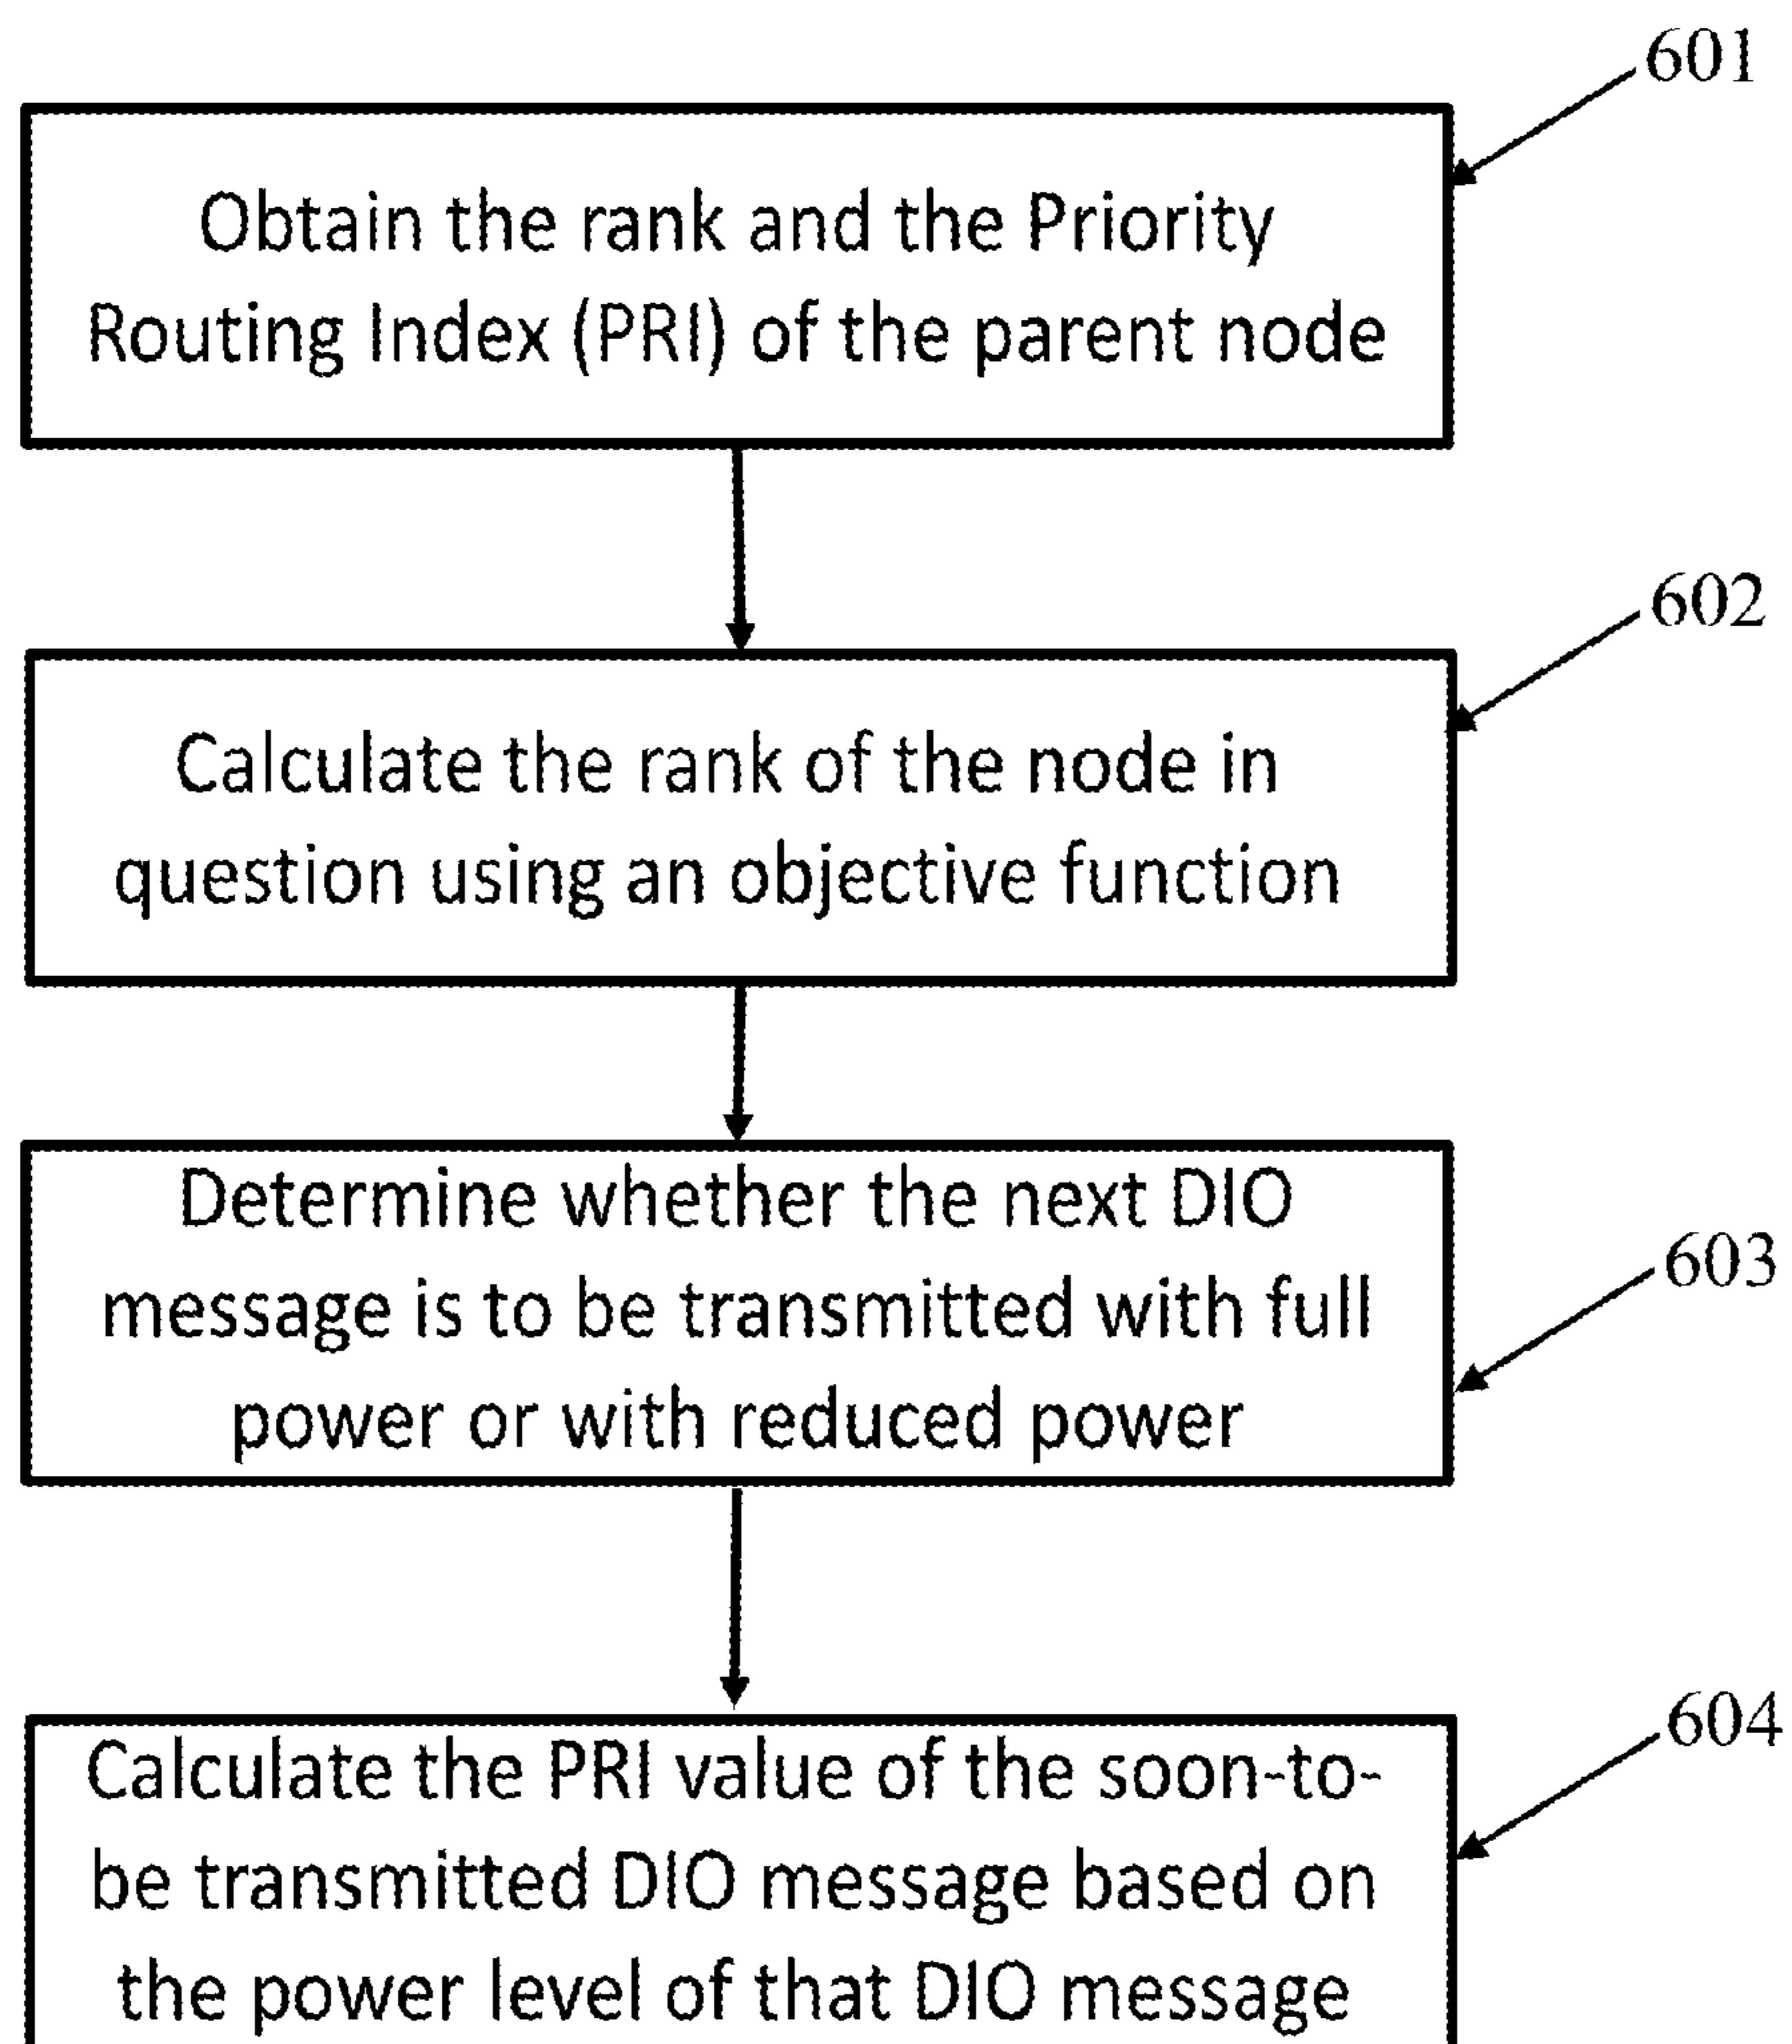 601
Obtain the rank and the Priority
Routing Index (PRI) of the parent node
602
Calculate the rank of the node in
question using an objective function
Determine whether the next DIO
603
message is to be transmitted with full
power or with reduced power
604
Calculate the PRI value of the soon-to-
be transmitted DIO message based on
the power level of that DIO message